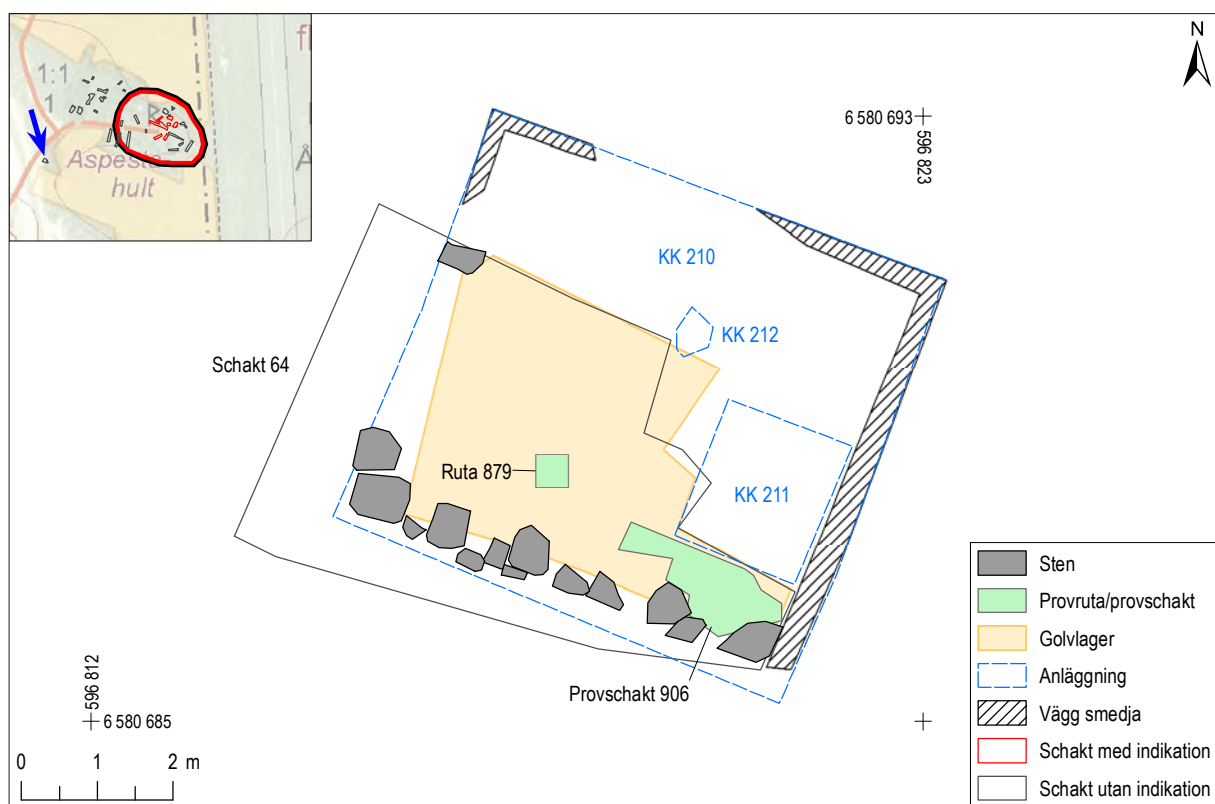 1:1
1
fl
R
Aspesta
hult
N
6 580 693
596 823
KK 210
KK 212
Schakt 64
Ruta 879
KK 211
Provschakt 906
596 812
6 580 685
0 1 2 m
Sten
Provruta/provschakt
Golvlager
Anläggning
Vägg smedja
Schakt med indikation
Schakt utan indikation